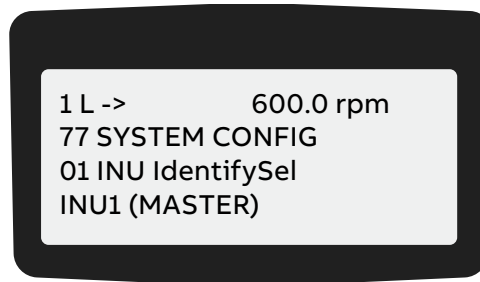 1 L -> 600.0 rpm
77 SYSTEM CONFIG
01 INU IdentifySel
INU1 (MASTER)